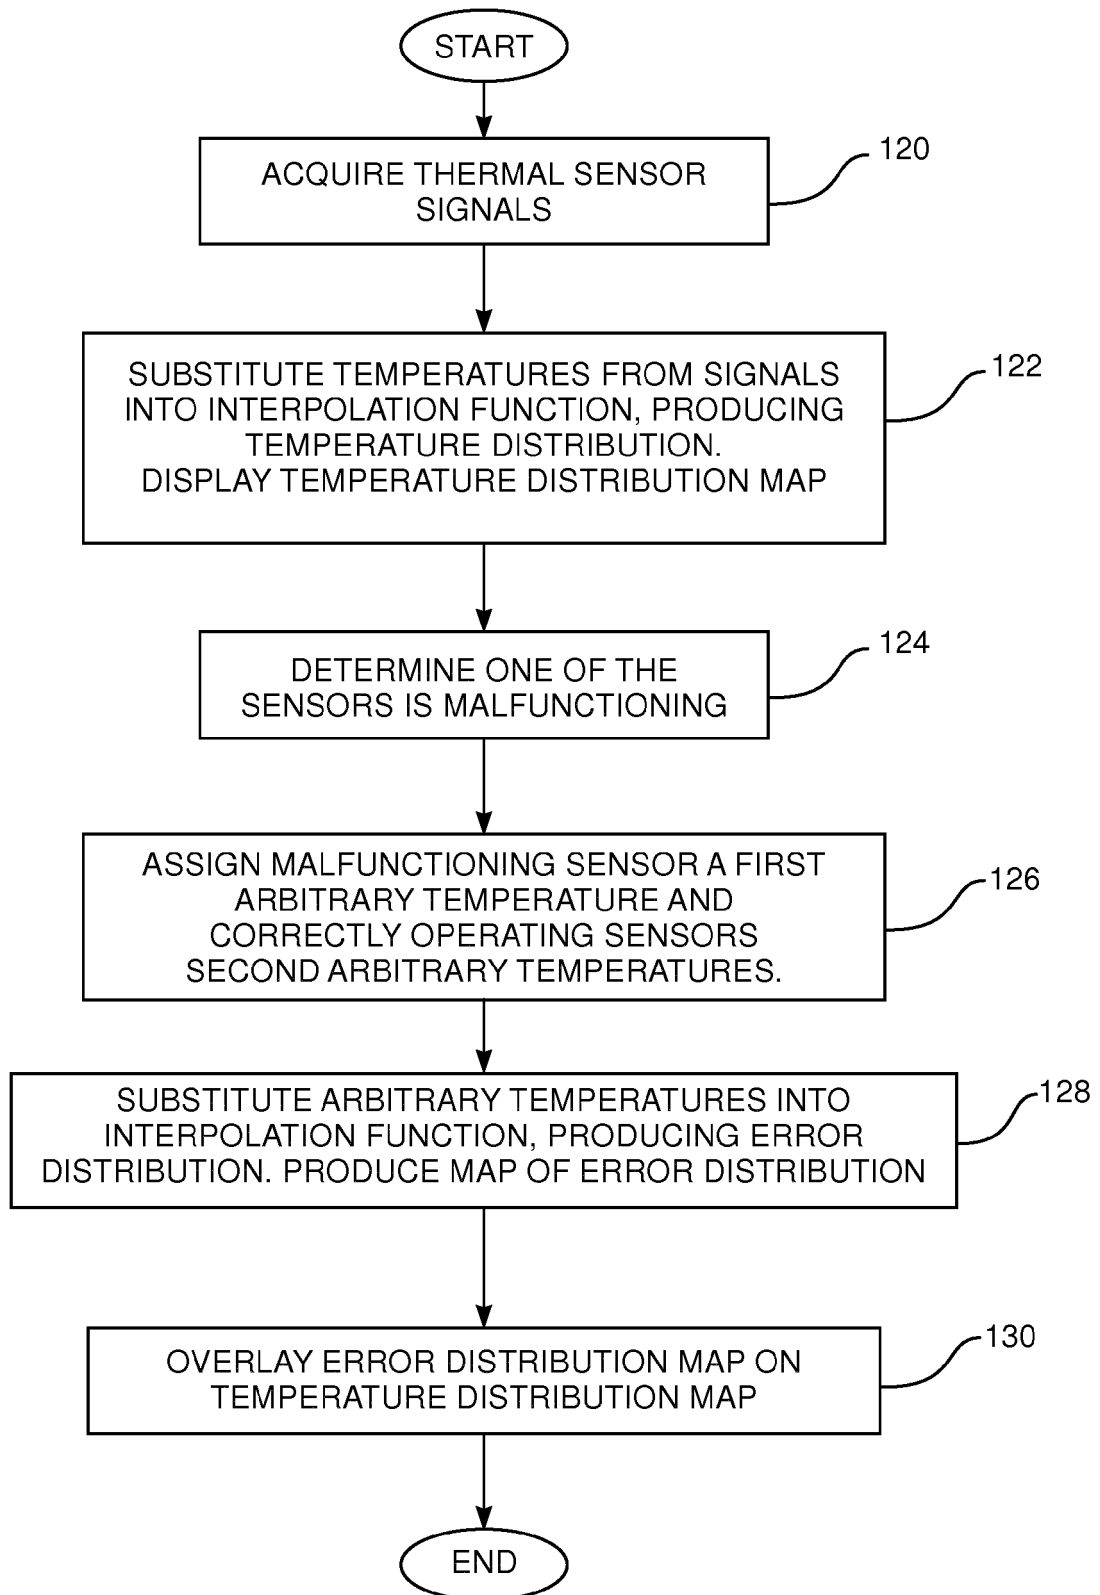 START
120
ACQUIRE THERMAL SENSOR
SIGNALS
122
SUBSTITUTE TEMPERATURES FROM SIGNALS
INTO INTERPOLATION FUNCTION, PRODUCING
TEMPERATURE DISTRIBUTION.
DISPLAY TEMPERATURE DISTRIBUTION MAP
124
DETERMINE ONE OF THE
SENSORS IS MALFUNCTIONING
126
ASSIGN MALFUNCTIONING SENSOR A FIRST
ARBITRARY TEMPERATURE AND
CORRECTLY OPERATING SENSORS
SECOND ARBITRARY TEMPERATURES.
128
SUBSTITUTE ARBITRARY TEMPERATURES INTO
INTERPOLATION FUNCTION, PRODUCING ERROR
DISTRIBUTION. PRODUCE MAP OF ERROR DISTRIBUTION
130
OVERLAY ERROR DISTRIBUTION MAP ON
TEMPERATURE DISTRIBUTION MAP
END